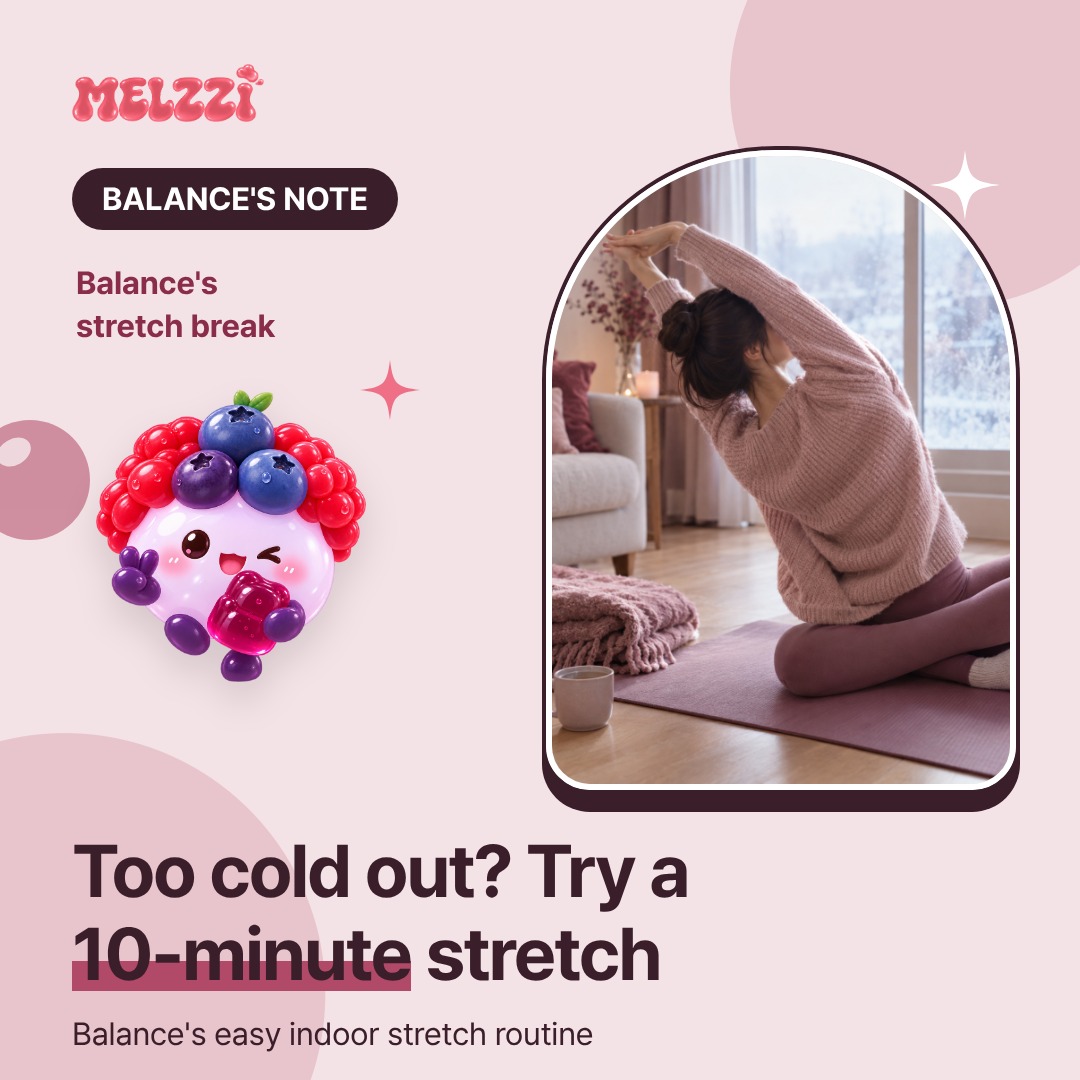 MELZZI
BALANCE'S NOTE
Balance's
stretch break
Too cold out? Try a
10-minute stretch
Balance's easy indoor stretch routine